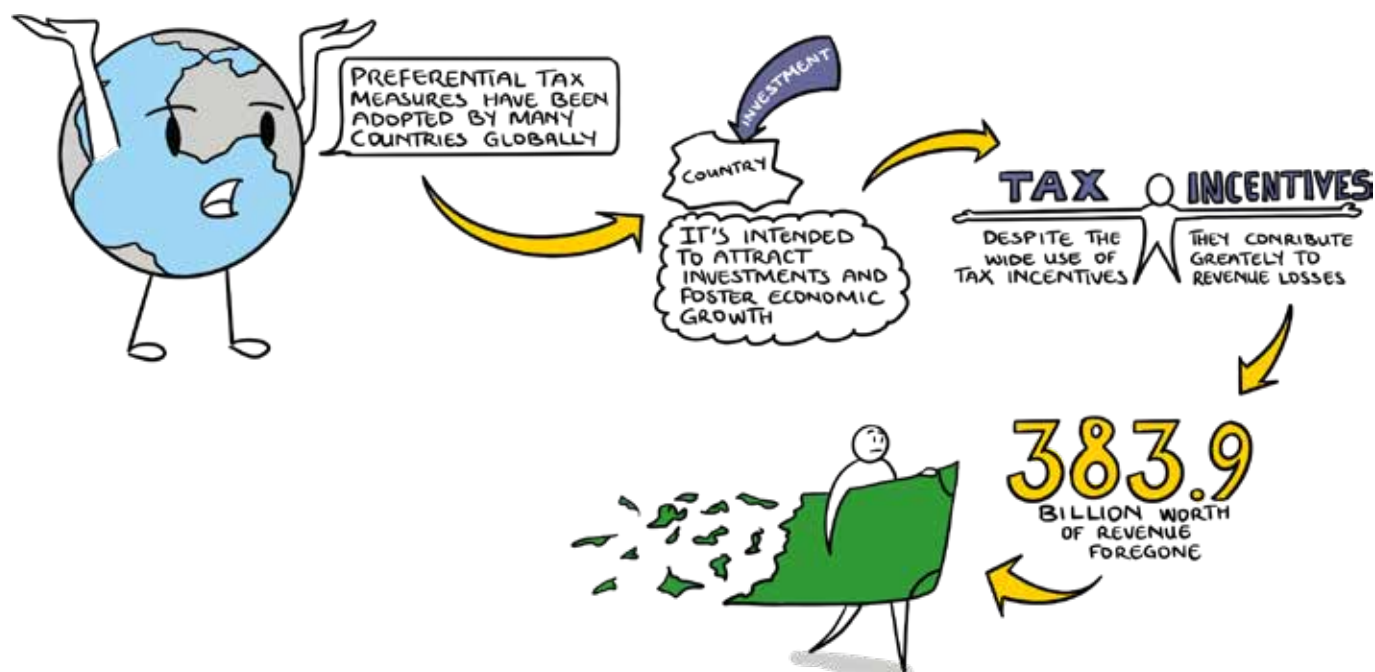 PREFERENTIAL TAX
MEASURES HAVE BEEN
ADOPTED BY MANY
COUNTRIES GLOBALLY
INVESTMENT
COUNTRY
IT'S INTENDED
TO ATTRACT
INVESTMENTS AND
FOSTER ECONOMIC
GROWTH
TAX INCENTIVES
DESPITE THE
WIDE USE OF
TAX INCENTIVES
THEY CONRIBUTE
GREATELY TO
REVENUE LOSSES
383.9
BILLION WORTH
OF REVENUE
FOREGONE